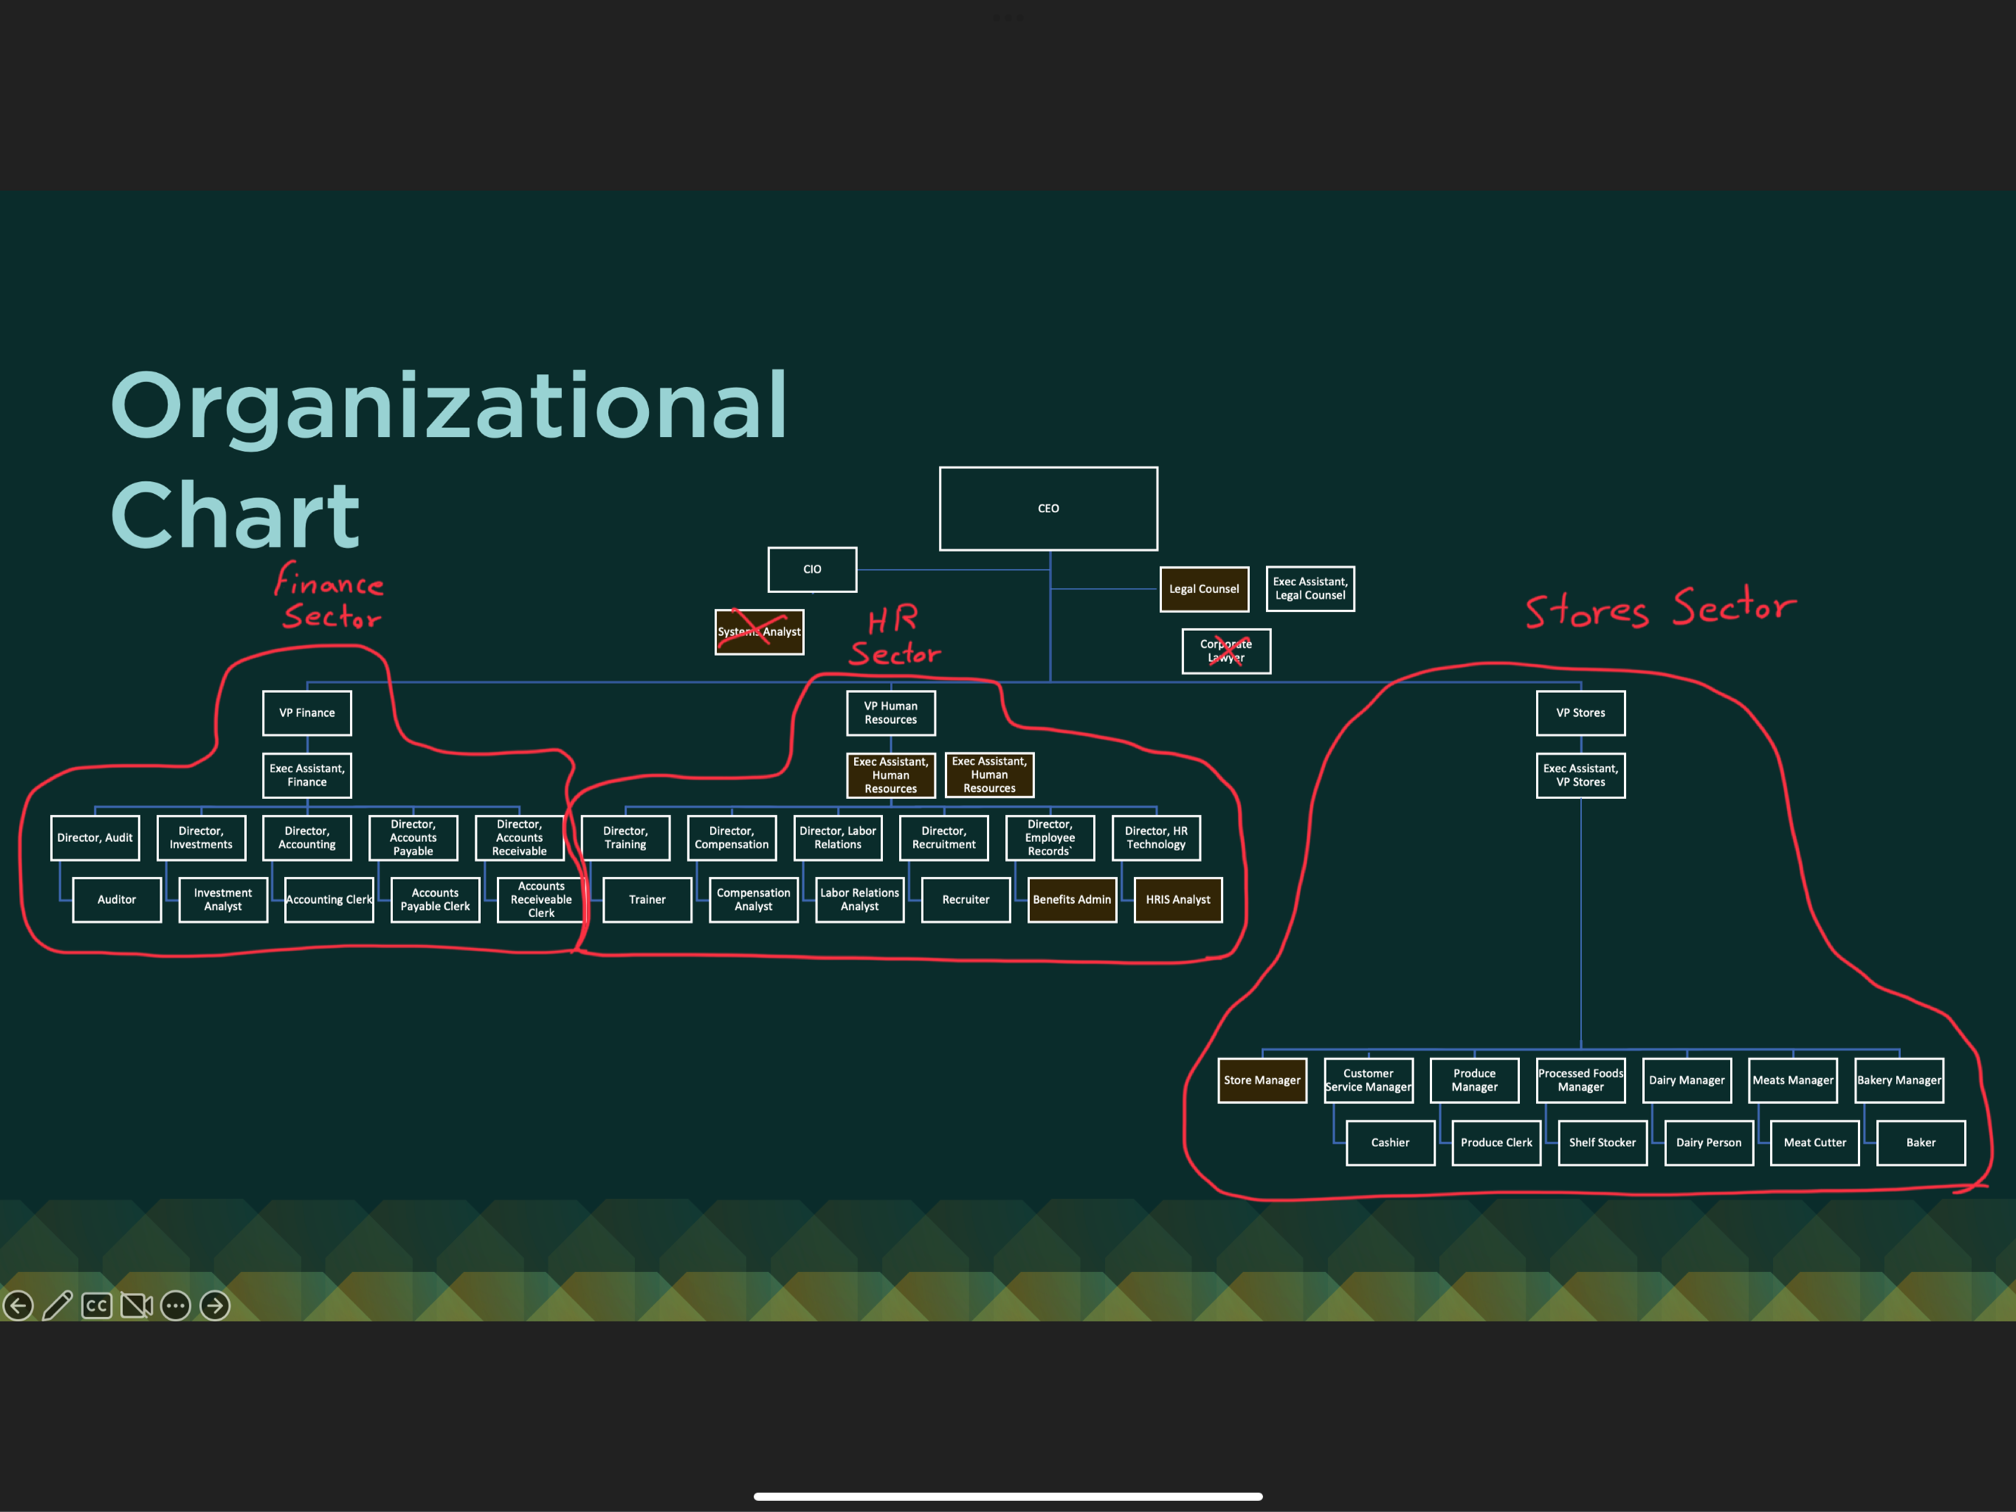 Organizational
Chart
CEO
CIO
Legal Counsel
Exec Assistant,
Legal Counsel
Systems Analyst
Corporate
Lawyer
finance
Sector
HR
Sector
Stores Sector
VP Finance
Exec Assistant,
Finance
Director, Audit
Director,
Investments
Director,
Accounting
Director,
Accounts
Payable
Director,
Accounts
Receivable
Auditor
Investment
Analyst
Accounting Clerk
Accounts
Payable Clerk
Accounts
Receiveable
Clerk
VP Human
Resources
Exec Assistant,
Human
Resources
Exec Assistant,
Human
Resources
Director,
Training
Director,
Compensation
Director, Labor
Relations
Director,
Recruitment
Director,
Employee
Records`
Director, HR
Technology
Trainer
Compensation
Analyst
Labor Relations
Analyst
Recruiter
Benefits Admin
HRIS Analyst
VP Stores
Exec Assistant,
VP Stores
Store Manager
Customer
Service Manager
Produce
Manager
Processed Foods
Manager
Dairy Manager
Meats Manager
Bakery Manager
Cashier
Produce Clerk
Shelf Stocker
Dairy Person
Meat Cutter
Baker
CC